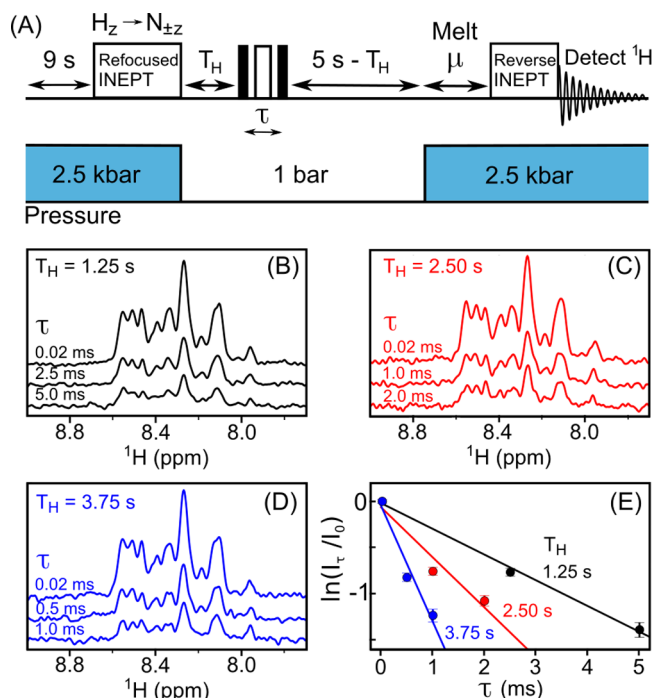 (A)
H_z → N_±z
Melt
9 s
Refocused
INEPT
T_H
5 s - T_H
μ
Reverse
INEPT
Detect ¹H
τ
2.5 kbar
1 bar
2.5 kbar
Pressure
T_H = 1.25 s
(B)
τ
0.02 ms
2.5 ms
5.0 ms
8.8
8.4
8.0
¹H (ppm)
T_H = 2.50 s
(C)
τ
0.02 ms
1.0 ms
2.0 ms
8.8
8.4
8.0
¹H (ppm)
T_H = 3.75 s
(D)
τ
0.02 ms
0.5 ms
1.0 ms
8.8
8.4
8.0
¹H (ppm)
(E)
ln(I_τ /I_0)
0
-1
T_H
1.25 s
2.50 s
3.75 s
0
1
2
3
4
5
τ (ms)